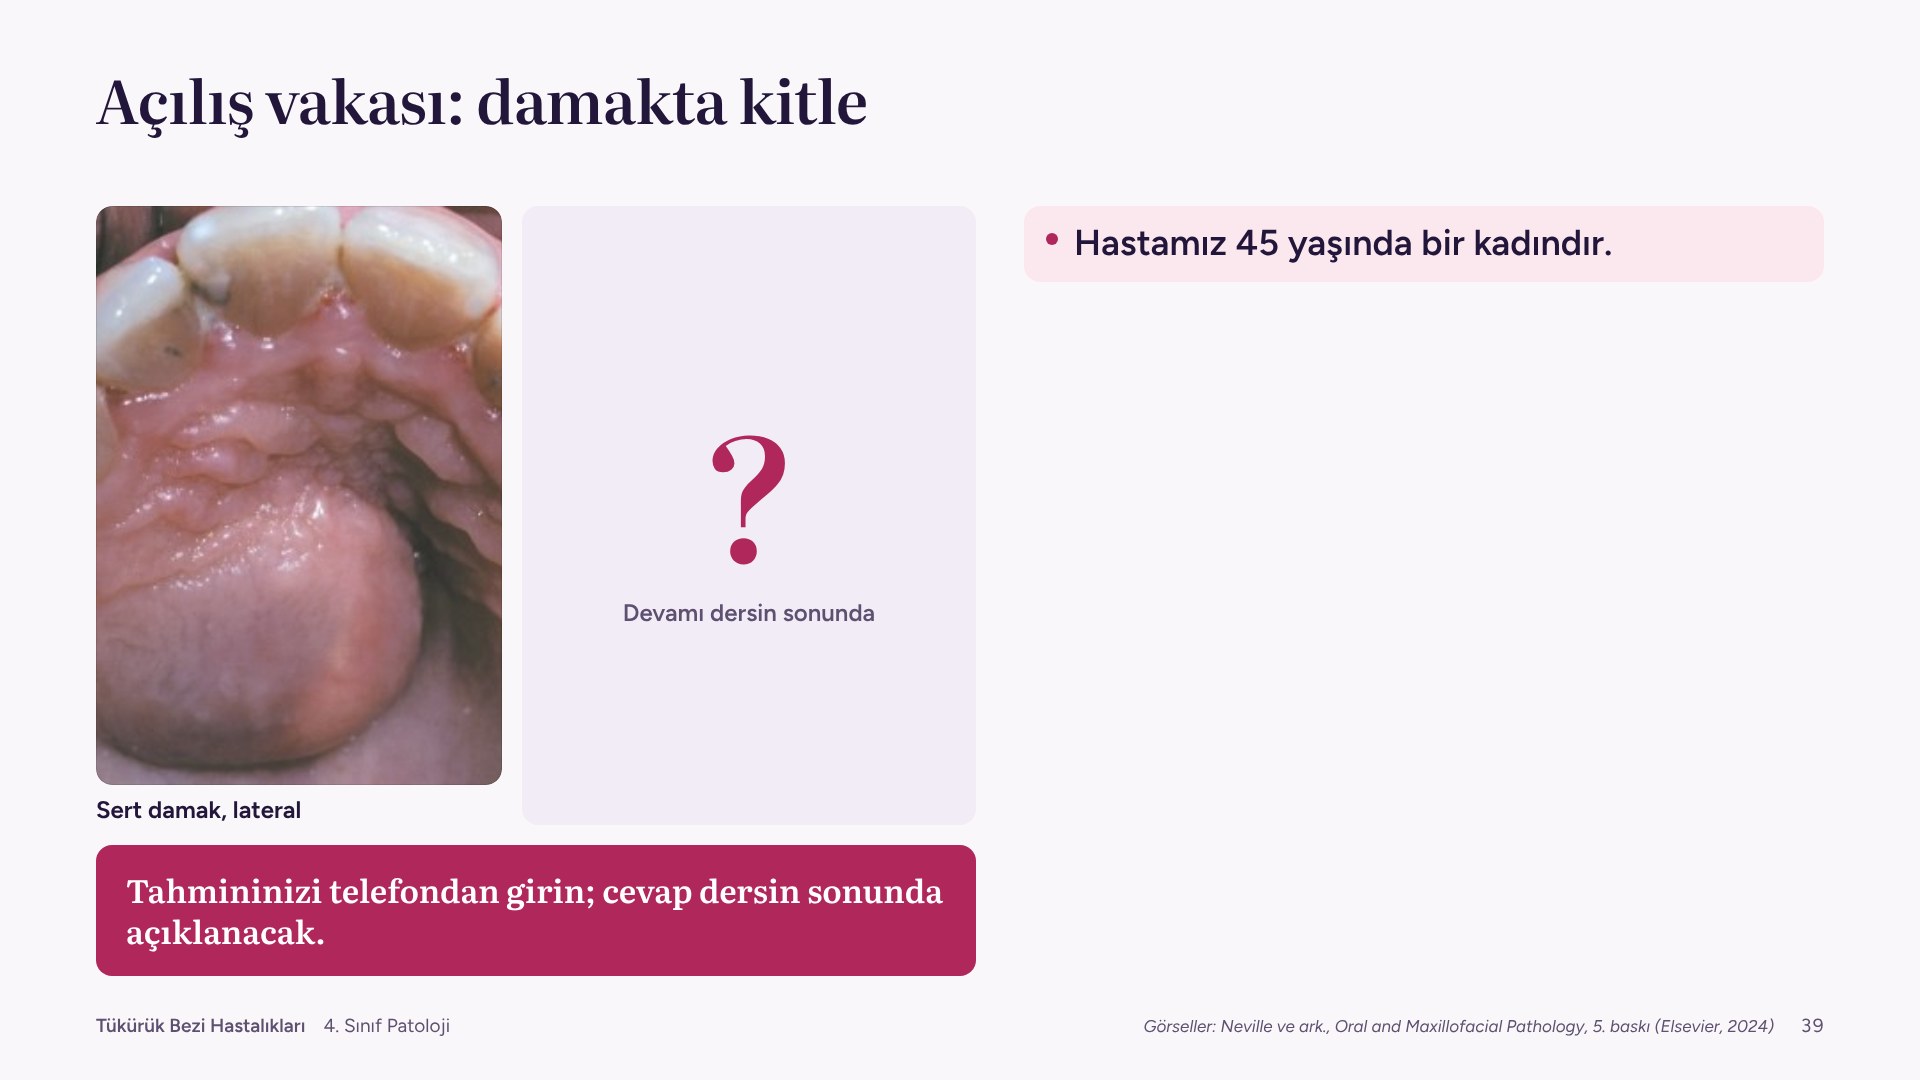 Açılış vakası: damakta kitle
?
Devamı dersin sonunda
Sert damak, lateral
Tahmininizi telefondan girin; cevap dersin sonunda
açıklanacak.
• Hastamız 45 yaşında bir kadındır.
Tükürük Bezi Hastalıkları 4. Sınıf Patoloji
Görseller: Neville ve ark., Oral and Maxillofacial Pathology, 5. baskı (Elsevier, 2024) 39